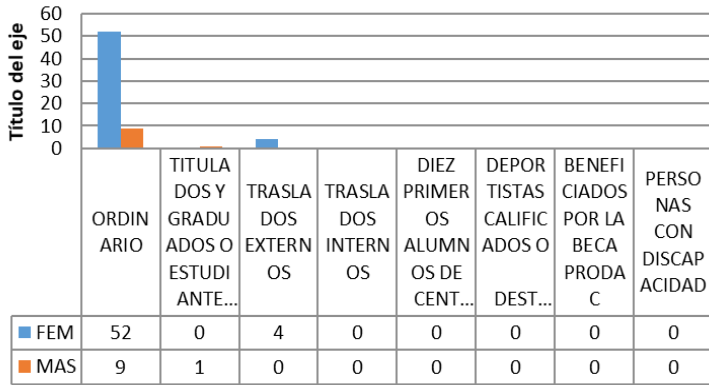 Título del eje
60
50
40
30
20
10
0
ORDIN
ARIO
TITULA
DOS Y
GRADU
ADOS O
ESTUDI
ANTE...
TRASLA
DOS
EXTERN
OS
TRASLA
DOS
INTERN
OS
DIEZ
PRIMER
OS
ALUMN
OS DE
CENT...
DEPOR
TISTAS
CALIFIC
ADOS O
DEST...
BENEFI
CIADOS
POR LA
BECA
PRODA
C
PERSO
NAS
CON
DISCAP
ACIDAD
FEM 52 0 4 0 0 0 0 0
MAS 9 1 0 0 0 0 0 0